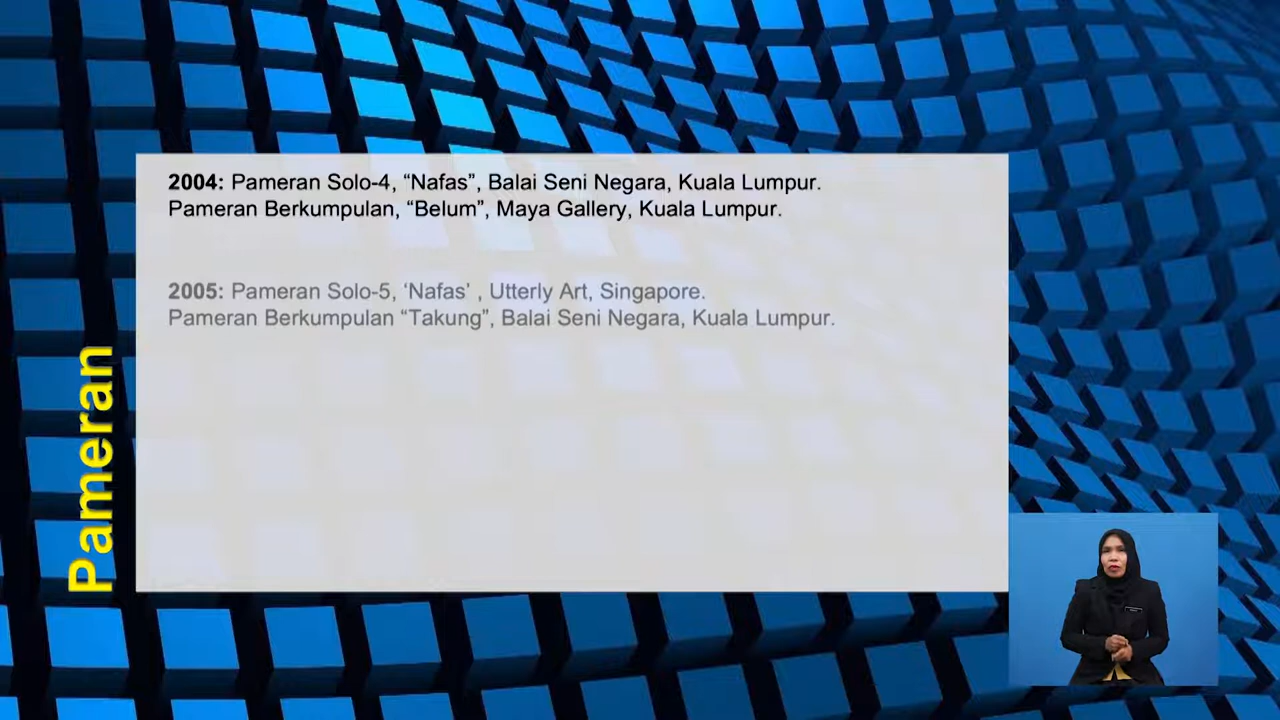 Pameran
2004: Pameran Solo-4, “Nafas”, Balai Seni Negara, Kuala Lumpur.
Pameran Berkumpulan, “Belum”, Maya Gallery, Kuala Lumpur.
2005: Pameran Solo-5, ‘Nafas’ , Utterly Art, Singapore.
Pameran Berkumpulan “Takung”, Balai Seni Negara, Kuala Lumpur.